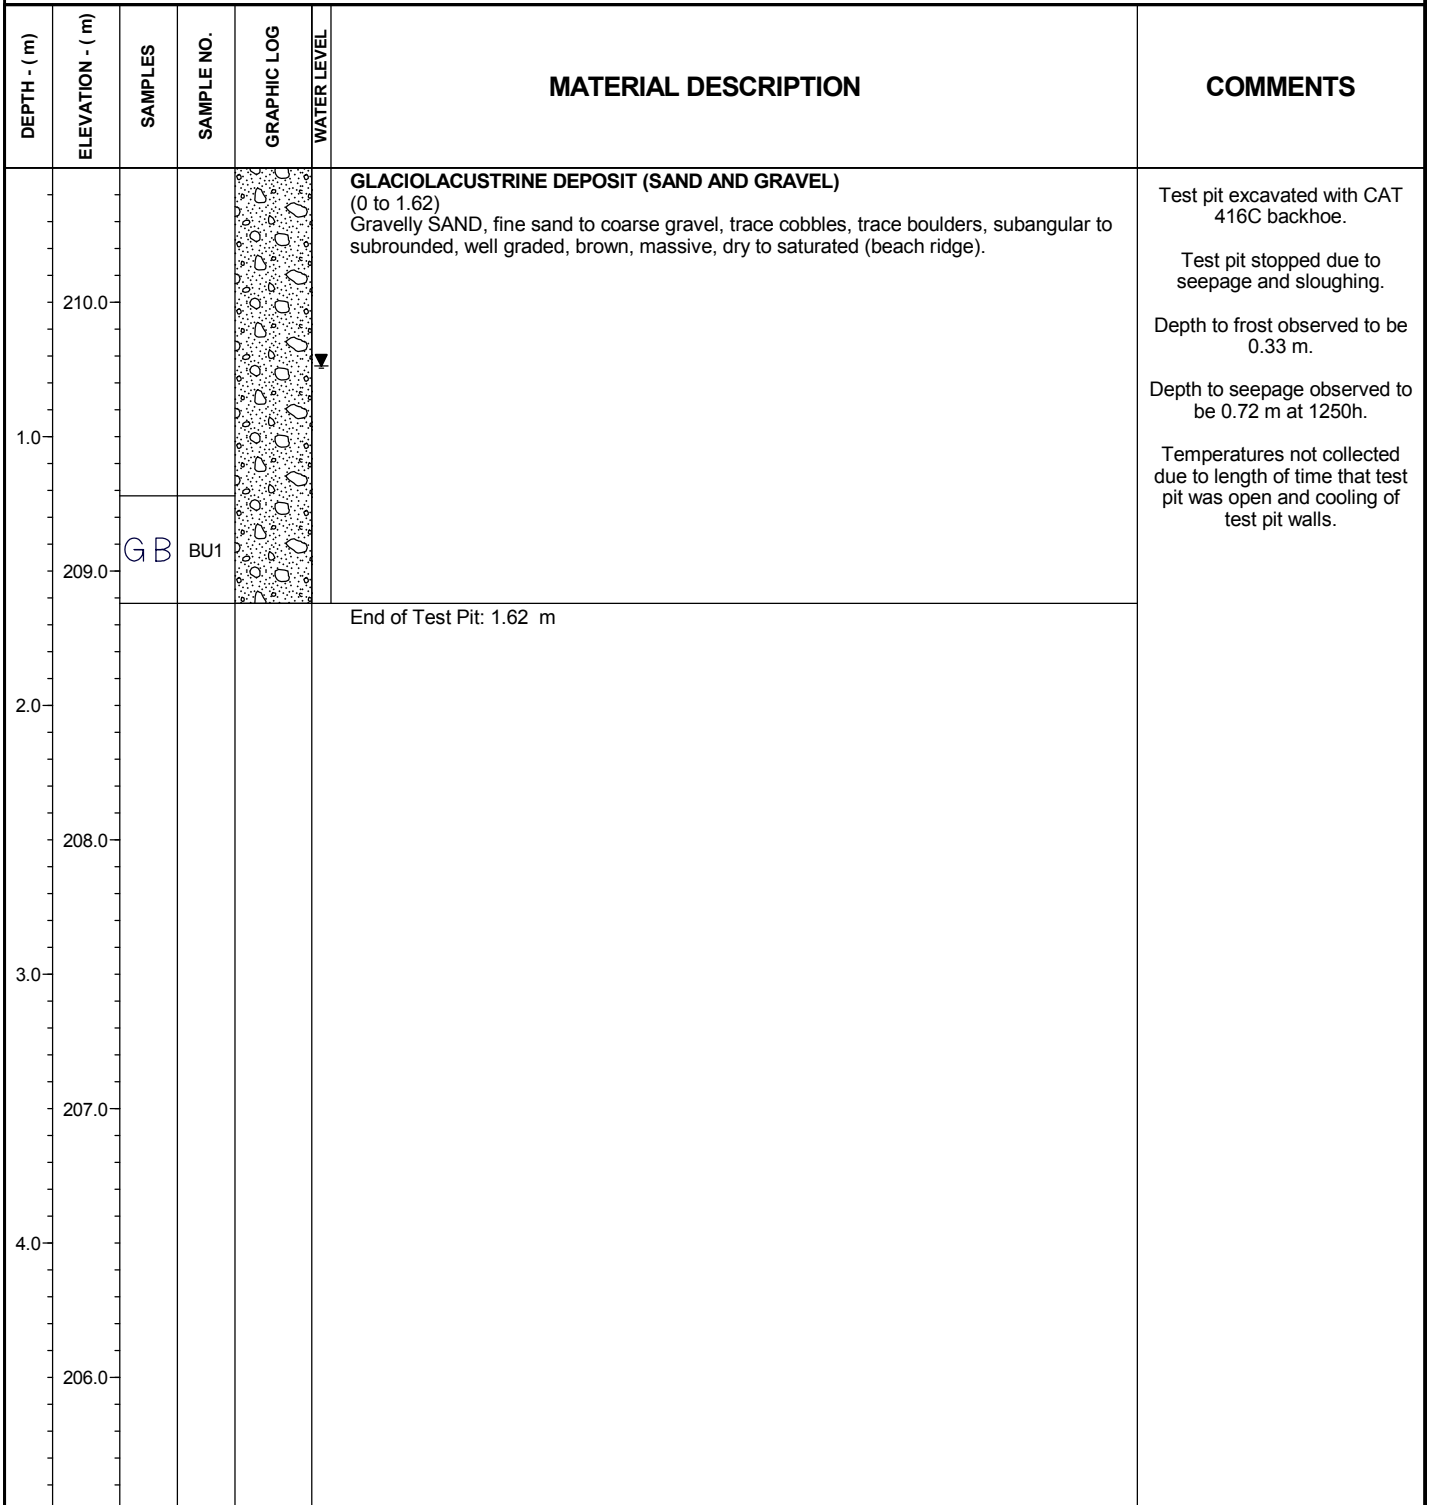 DEPTH - ( m)
ELEVATION - ( m)
SAMPLES
SAMPLE NO.
GRAPHIC LOG
WATER LEVEL
MATERIAL DESCRIPTION
COMMENTS
GLACIOLACUSTRINE DEPOSIT (SAND AND GRAVEL)
(0 to 1.62)
Gravelly SAND, fine sand to coarse gravel, trace cobbles, trace boulders, subangular to
subrounded, well graded, brown, massive, dry to saturated (beach ridge).
Test pit excavated with CAT
416C backhoe.
Test pit stopped due to
seepage and sloughing.
Depth to frost observed to be
0.33 m.
Depth to seepage observed to
be 0.72 m at 1250h.
Temperatures not collected
due to length of time that test
pit was open and cooling of
test pit walls.
210.0
1.0
GB
BU1
209.0
End of Test Pit: 1.62 m
2.0
208.0
3.0
207.0
4.0
206.0